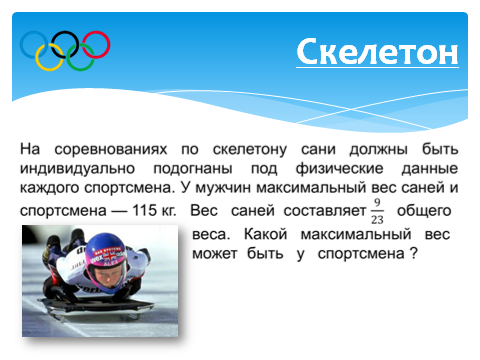 Скелетон
На соревнованиях по скелетону сани должны быть
индивидуально подогнаны под физические данные
каждого спортсмена. У мужчин максимальный вес саней и
спортсмена — 115 кг. Вес саней составляет 9/23 общего
веса. Какой максимальный вес
может быть у спортсмена ?